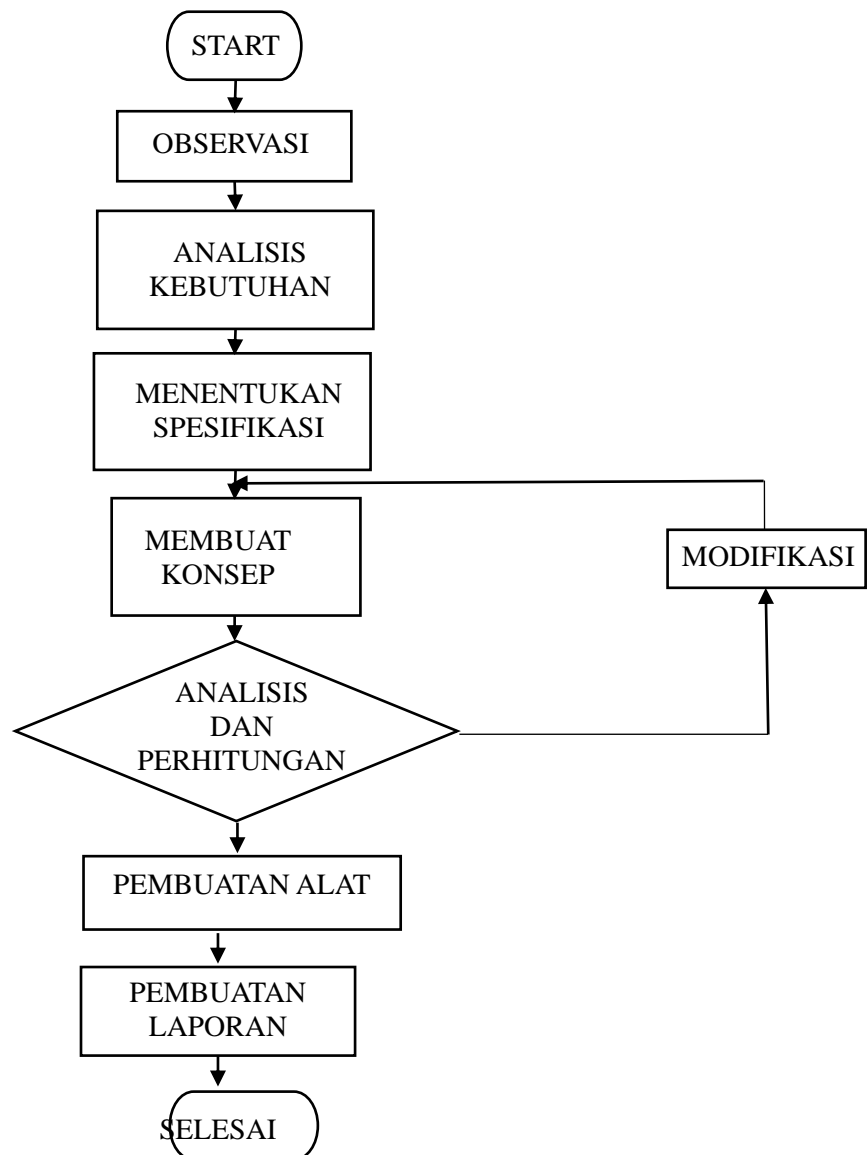 START
OBSERVASI
ANALISIS
KEBUTUHAN
MENENTUKAN
SPESIFIKASI
MEMBUAT
KONSEP
MODIFIKASI
ANALISIS
DAN
PERHITUNGAN
PEMBUATAN ALAT
PEMBUATAN
LAPORAN
SELESAI